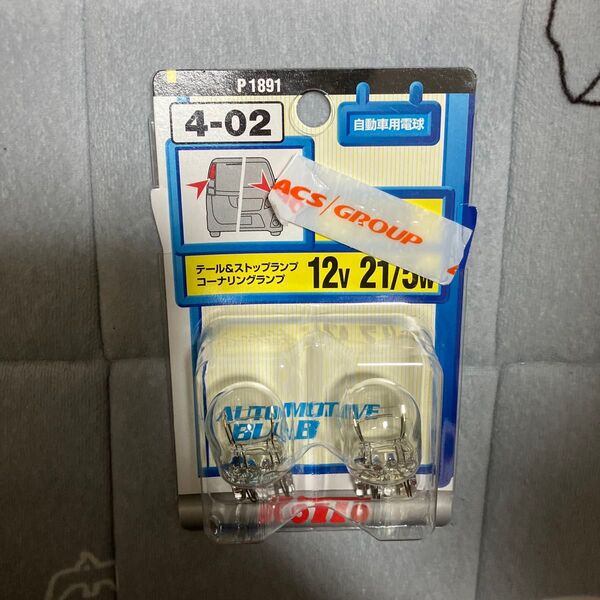 P1891
4-02
自動車用電球
ACS/GROUP
テール&ストップランプ
コーナリングランプ
12V 21/5W
AUTOMOTIVE
BULB
KOITO